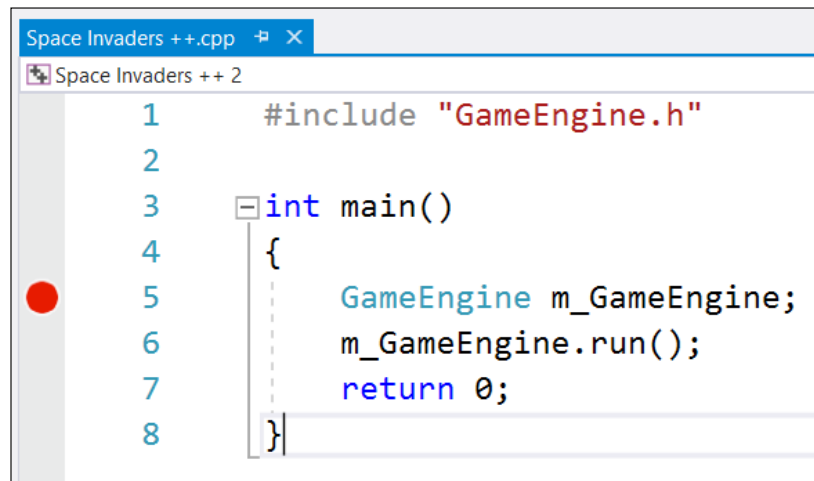 Space Invaders ++.cpp
Space Invaders ++ 2
1 #include "GameEngine.h"
2
3 int main()
4 {
5 GameEngine m_GameEngine;
6 m_GameEngine.run();
7 return 0;
8 }